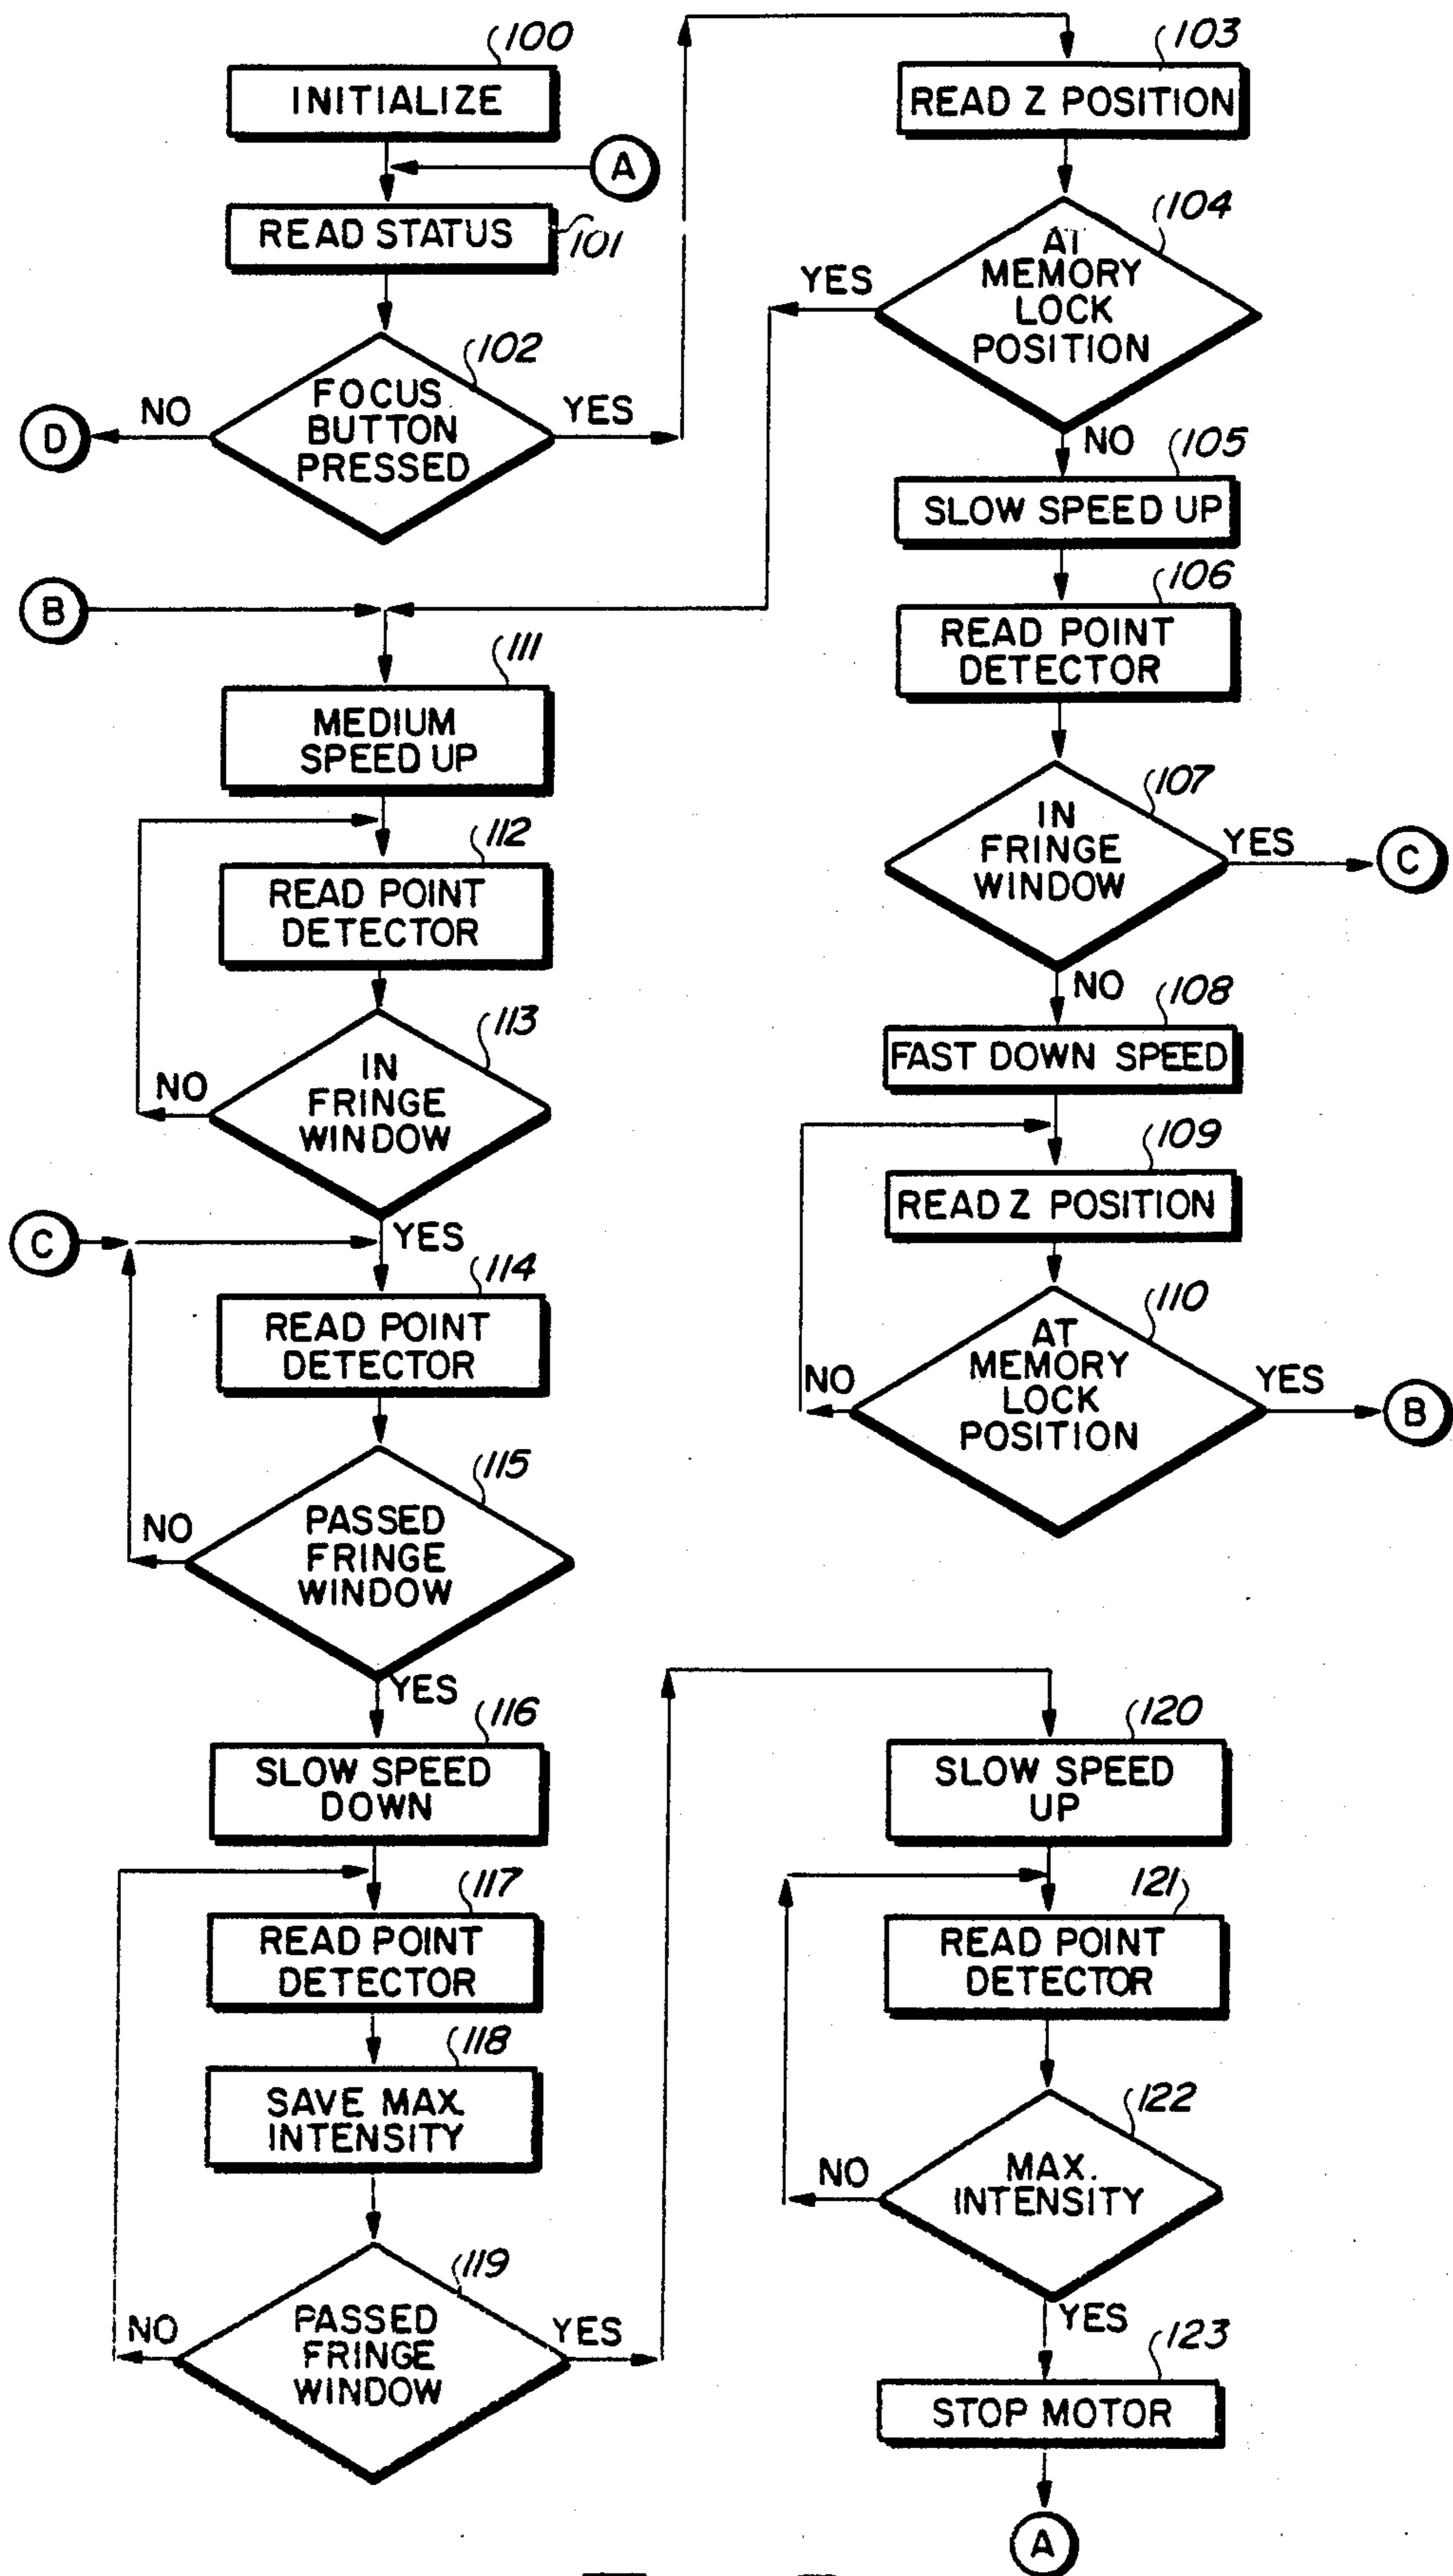 100
INITIALIZE
A
READ STATUS
101
102
FOCUS
BUTTON
PRESSED
NO
YES
D
103
READ Z POSITION
104
AT
MEMORY
LOCK
POSITION
YES
NO
105
SLOW SPEED UP
106
READ POINT
DETECTOR
107
IN
FRINGE
WINDOW
YES
C
NO
108
FAST DOWN SPEED
109
READ Z POSITION
110
AT
MEMORY
LOCK
POSITION
NO
YES
B
B
111
MEDIUM
SPEED UP
112
READ POINT
DETECTOR
113
IN
FRINGE
WINDOW
NO
YES
C
114
READ POINT
DETECTOR
115
PASSED
FRINGE
WINDOW
NO
YES
116
SLOW SPEED
DOWN
117
READ POINT
DETECTOR
118
SAVE MAX.
INTENSITY
119
PASSED
FRINGE
WINDOW
NO
YES
120
SLOW SPEED
UP
121
READ POINT
DETECTOR
122
MAX.
INTENSITY
NO
YES
123
STOP MOTOR
A